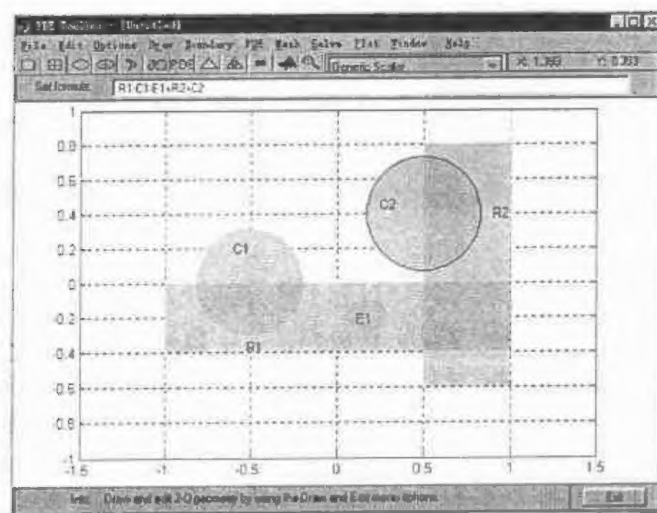 PDE Toolbox - [Untitled]
File Edit Options Draw Boundary PDE Mesh Solve Plot Window Help
PDE Generic Scalar X: 1.393 Y: 0.393
Set formula: R1-C1-E1+R2+C2
1
0.8
0.6
0.4
0.2
0
-0.2
-0.4
-0.6
-0.8
-1
-1.5 -1 -0.5 0 0.5 1 1.5
C1
C2
R2
E1
R1
Info: Draw and edit 2-D geometry by using the Draw and Edit menu options. Exit